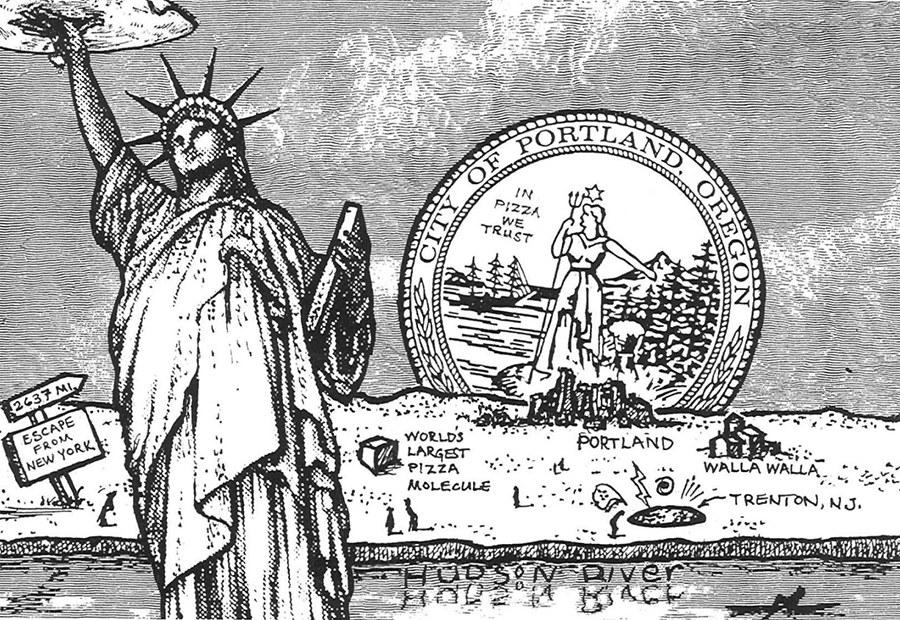 CITY OF PORTLAND, OREGON
IN
PIZZA
WE
TRUST
2637 MI.
ESCAPE
FROM
NEW YORK
WORLD'S
LARGEST
PIZZA
MOLECULE
PORTLAND
WALLA WALLA
TRENTON, N.J.
HUDSON RIVER